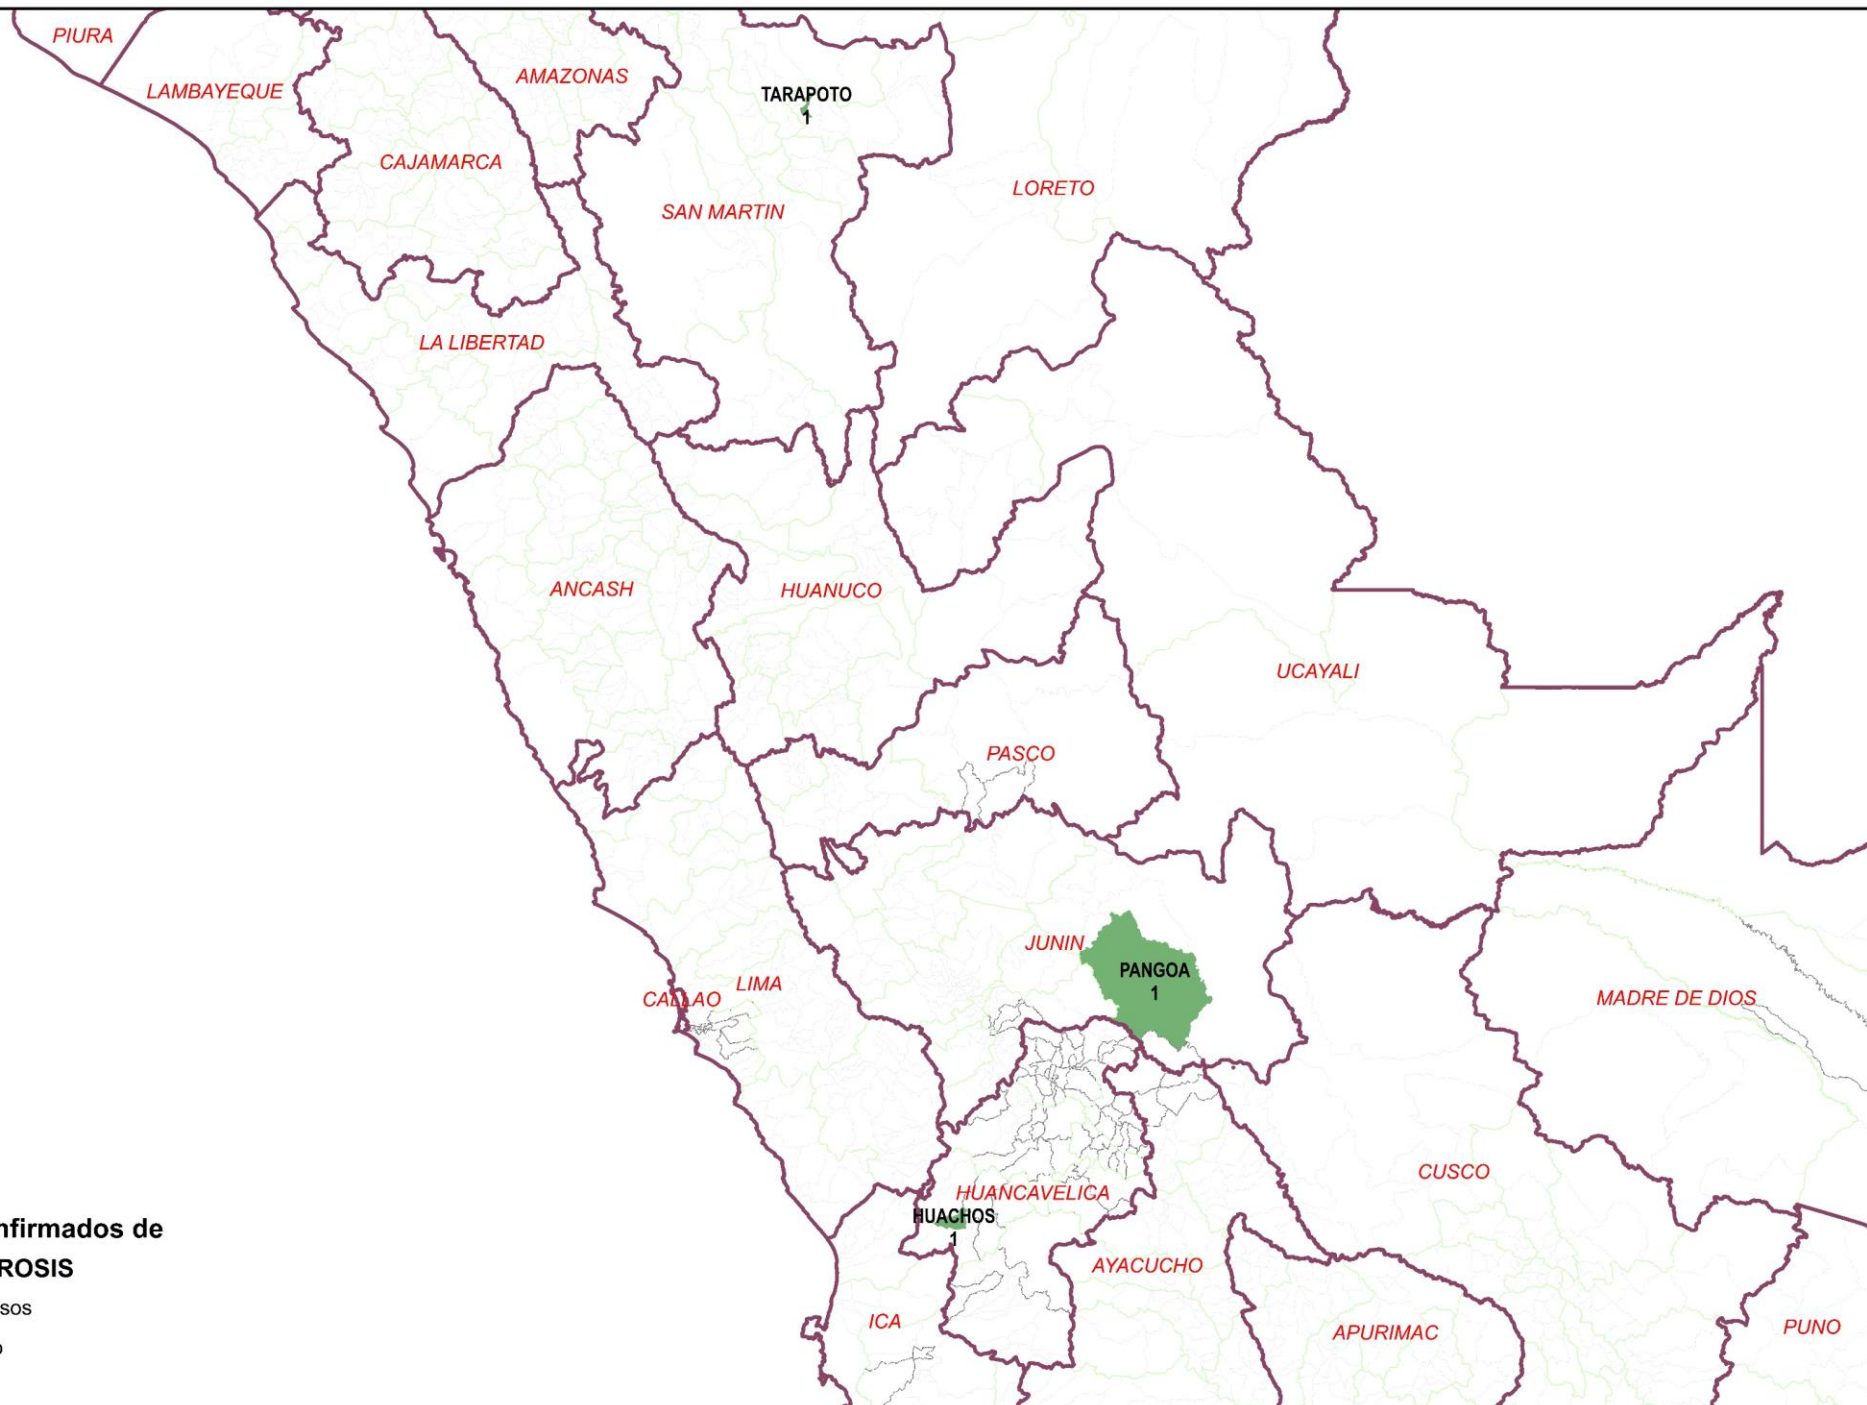 PIURA
LAMBAYEQUE
AMAZONAS
TARAPOTO
1
CAJAMARCA
LORETO
SAN MARTIN
LA LIBERTAD
ANCASH
HUANUCO
UCAYALI
PASCO
JUNIN
PANGOA
1
LIMA
CALLAO
MADRE DE DIOS
CUSCO
HUANCAVELICA
HUACHOS
1
AYACUCHO
ICA
APURIMAC
PUNO
nfirmados de
ROSIS
sos
o